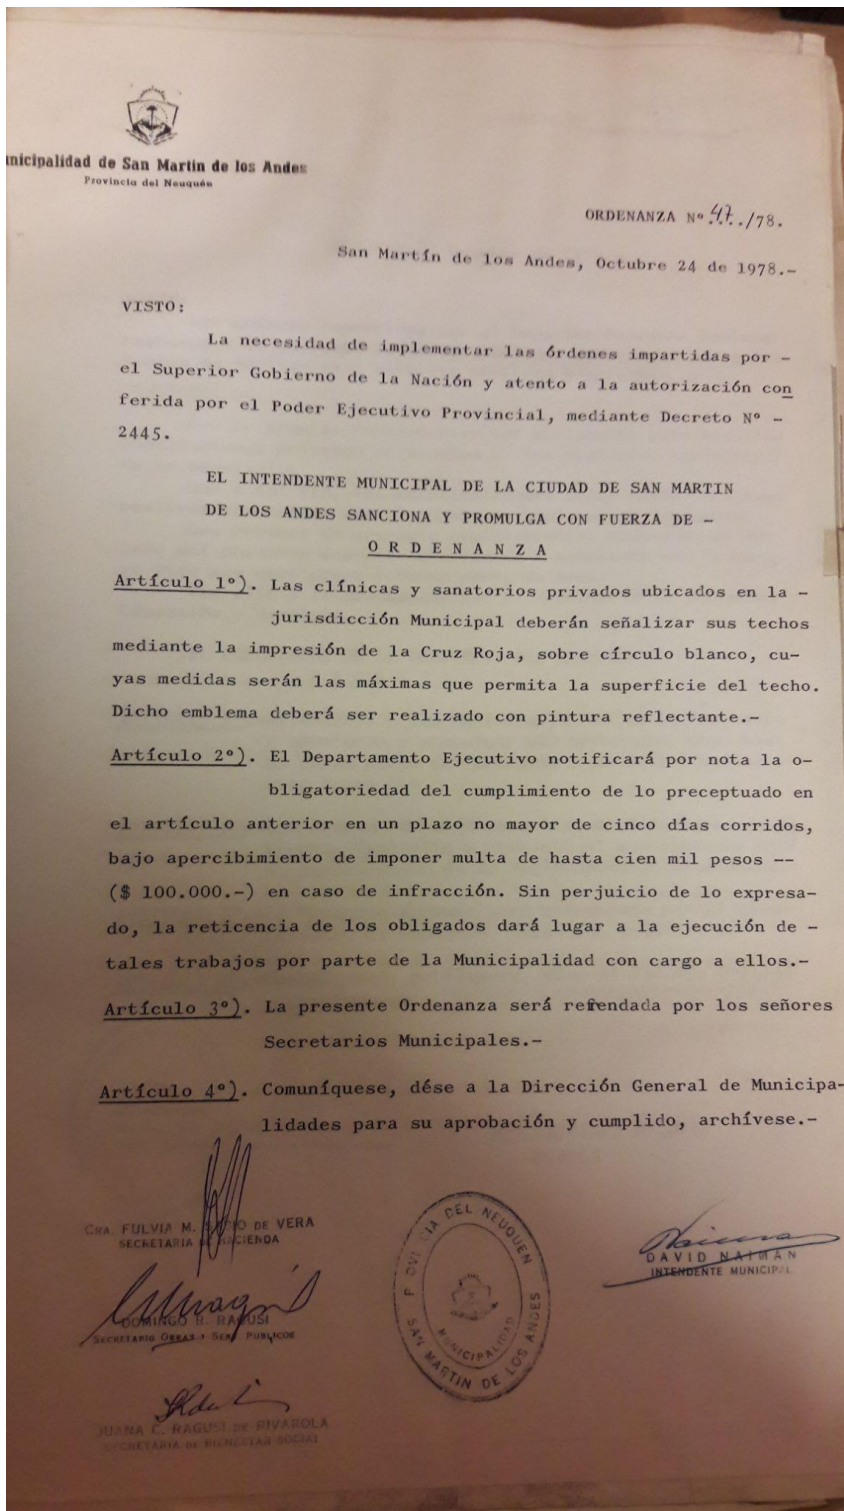 unicipalidad de San Martín de los Andes
Provincia del Neuquén
ORDENANZA Nº 47../78.
San Martín de los Andes, Octubre 24 de 1978.-
VISTO:
La necesidad de implementar las órdenes impartidas por -
el Superior Gobierno de la Nación y atento a la autorización con
ferida por el Poder Ejecutivo Provincial, mediante Decreto Nº -
2445.
EL INTENDENTE MUNICIPAL DE LA CIUDAD DE SAN MARTIN
DE LOS ANDES SANCIONA Y PROMULGA CON FUERZA DE -
O R D E N A N Z A
Artículo 1º). Las clínicas y sanatorios privados ubicados en la -
jurisdicción Municipal deberán señalizar sus techos
mediante la impresión de la Cruz Roja, sobre círculo blanco, cu-
yas medidas serán las máximas que permita la superficie del techo.
Dicho emblema deberá ser realizado con pintura reflectante.-
Artículo 2º). El Departamento Ejecutivo notificará por nota la o-
bligatoriedad del cumplimiento de lo preceptuado en
el artículo anterior en un plazo no mayor de cinco días corridos,
bajo apercibimiento de imponer multa de hasta cien mil pesos --
($ 100.000.-) en caso de infracción. Sin perjuicio de lo expresa-
do, la reticencia de los obligados dará lugar a la ejecución de -
tales trabajos por parte de la Municipalidad con cargo a ellos.-
Artículo 3º). La presente Ordenanza será refrendada por los señores
Secretarios Municipales.-
Artículo 4º). Comuníquese, dése a la Dirección General de Municipa-
lidades para su aprobación y cumplido, archívese.-
CRA. FULVIA M. DE VERA
SECRETARIA HACIENDA
DOMINGO R. RAGUSI
SECRETARIO OBRAS Y SERV PUBLICOS
JUANA C. RAGUSI DE RIVAROLA
SECRETARIA DE BIENESTAR SOCIAL
PROVINCIA DEL NEUQUEN
MUNICIPALIDAD
SAN MARTIN DE LOS ANDES
DAVID NAIMAN
INTENDENTE MUNICIPAL